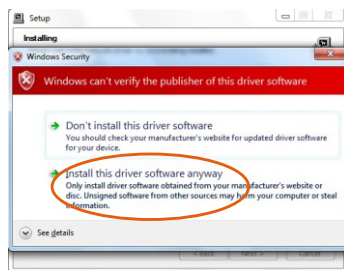 Setup
Installing
Windows Security
Windows can't verify the publisher of this driver software
Don't install this driver software
You should check your manufacturer's website for updated driver software
for your device.
Install this driver software anyway
Only install driver software obtained from your manufacturer's website or
disc. Unsigned software from other sources may harm your computer or steal
information.
See details
< Back Next > Cancel